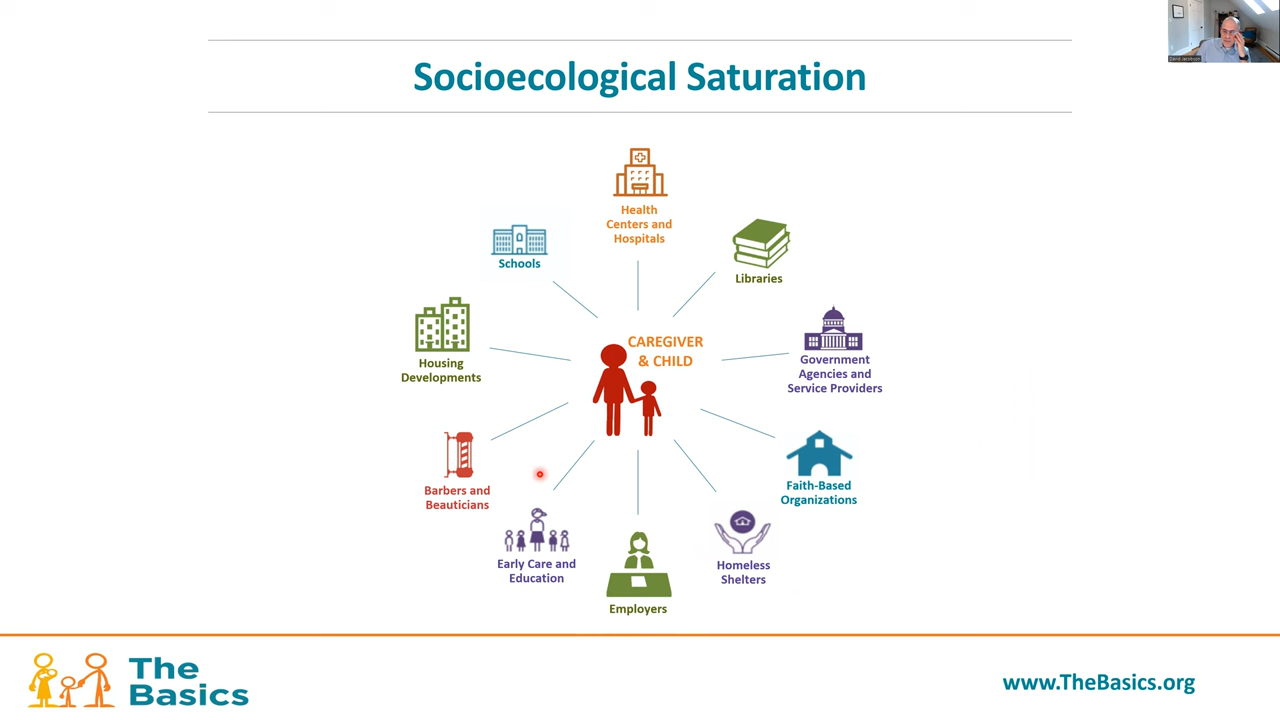 Socioecological Saturation
Health
Centers and
Hospitals
Schools
Libraries
CAREGIVER
& CHILD
Housing
Developments
Government
Agencies and
Service Providers
Barbers and
Beauticians
Faith-Based
Organizations
Early Care and
Education
Homeless
Shelters
Employers
The
Basics
www.TheBasics.org